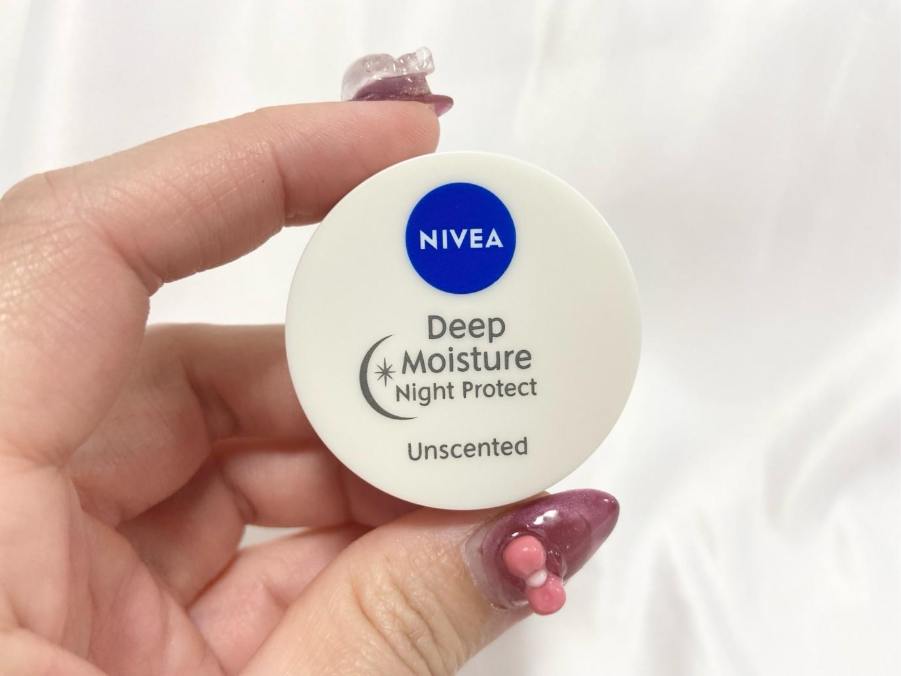 NIVEA
Deep
Moisture
Night Protect
Unscented